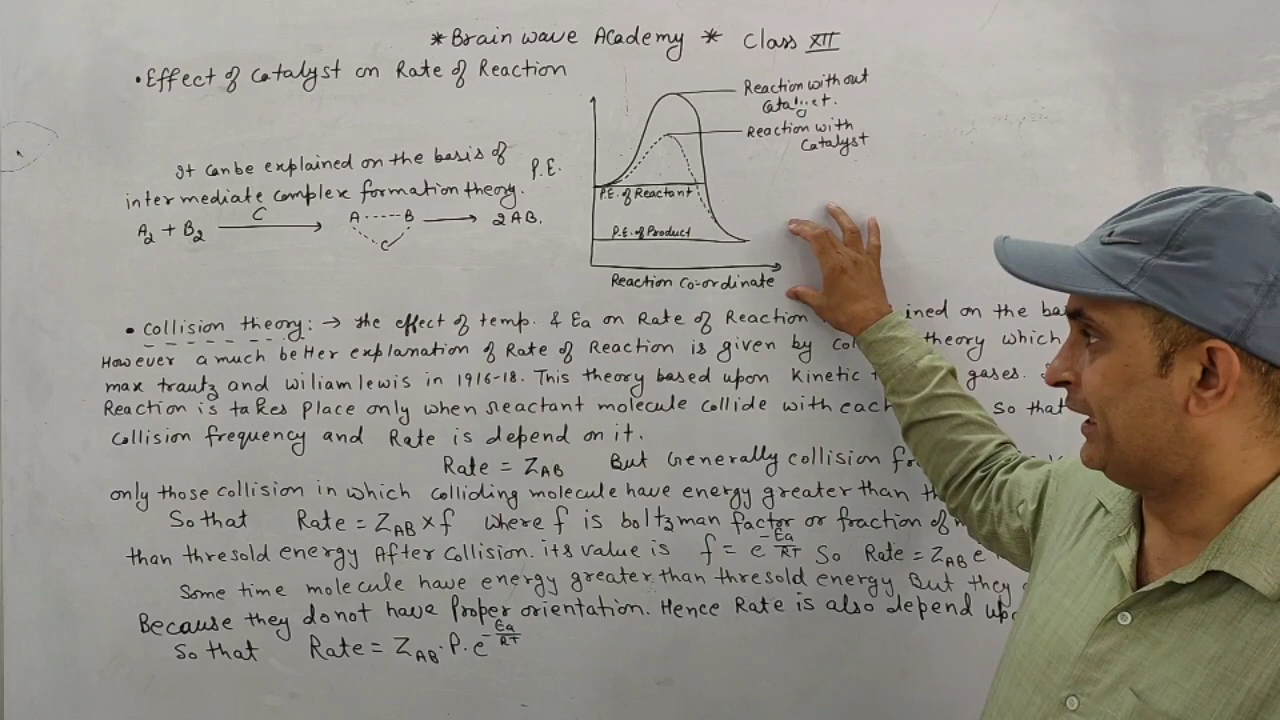 *Brain wave Academy * Class XII
•Effect of Catalyst on Rate of Reaction
It can be explained on the basis of
intermediate complex formation theory.
A2 + B2 —C→ A-----B → 2AB.
C
P.E.
Reaction without
Reaction with
Catalyst
P.E. of Reactant
P.E. of Product
Reaction Co-ordinate
• Collision theory: → the effect of temp. & Ea on Rate of Reaction ined on the
However a much better explanation of Rate of Reaction is given by theory which
max trautz and wiliam lewis in 1916-18. This theory based upon Kinetic gases.
Reaction is takes Place only when reactant molecule collide with each so that
Collision frequency and Rate is depend on it.
Rate = ZAB But Generally collision
only those collision in which colliding molecule have energy greater than
So that Rate = ZAB x f where f is boltzman factor or fraction of
than thresold energy After Collision. its value is f = e^-Ea/RT So Rate = ZAB e
Some time molecule have energy greater than thresold energy But they
Because they do not have Proper orientation. Hence Rate is also depend
So that Rate = ZAB . P. e^-Ea/RT